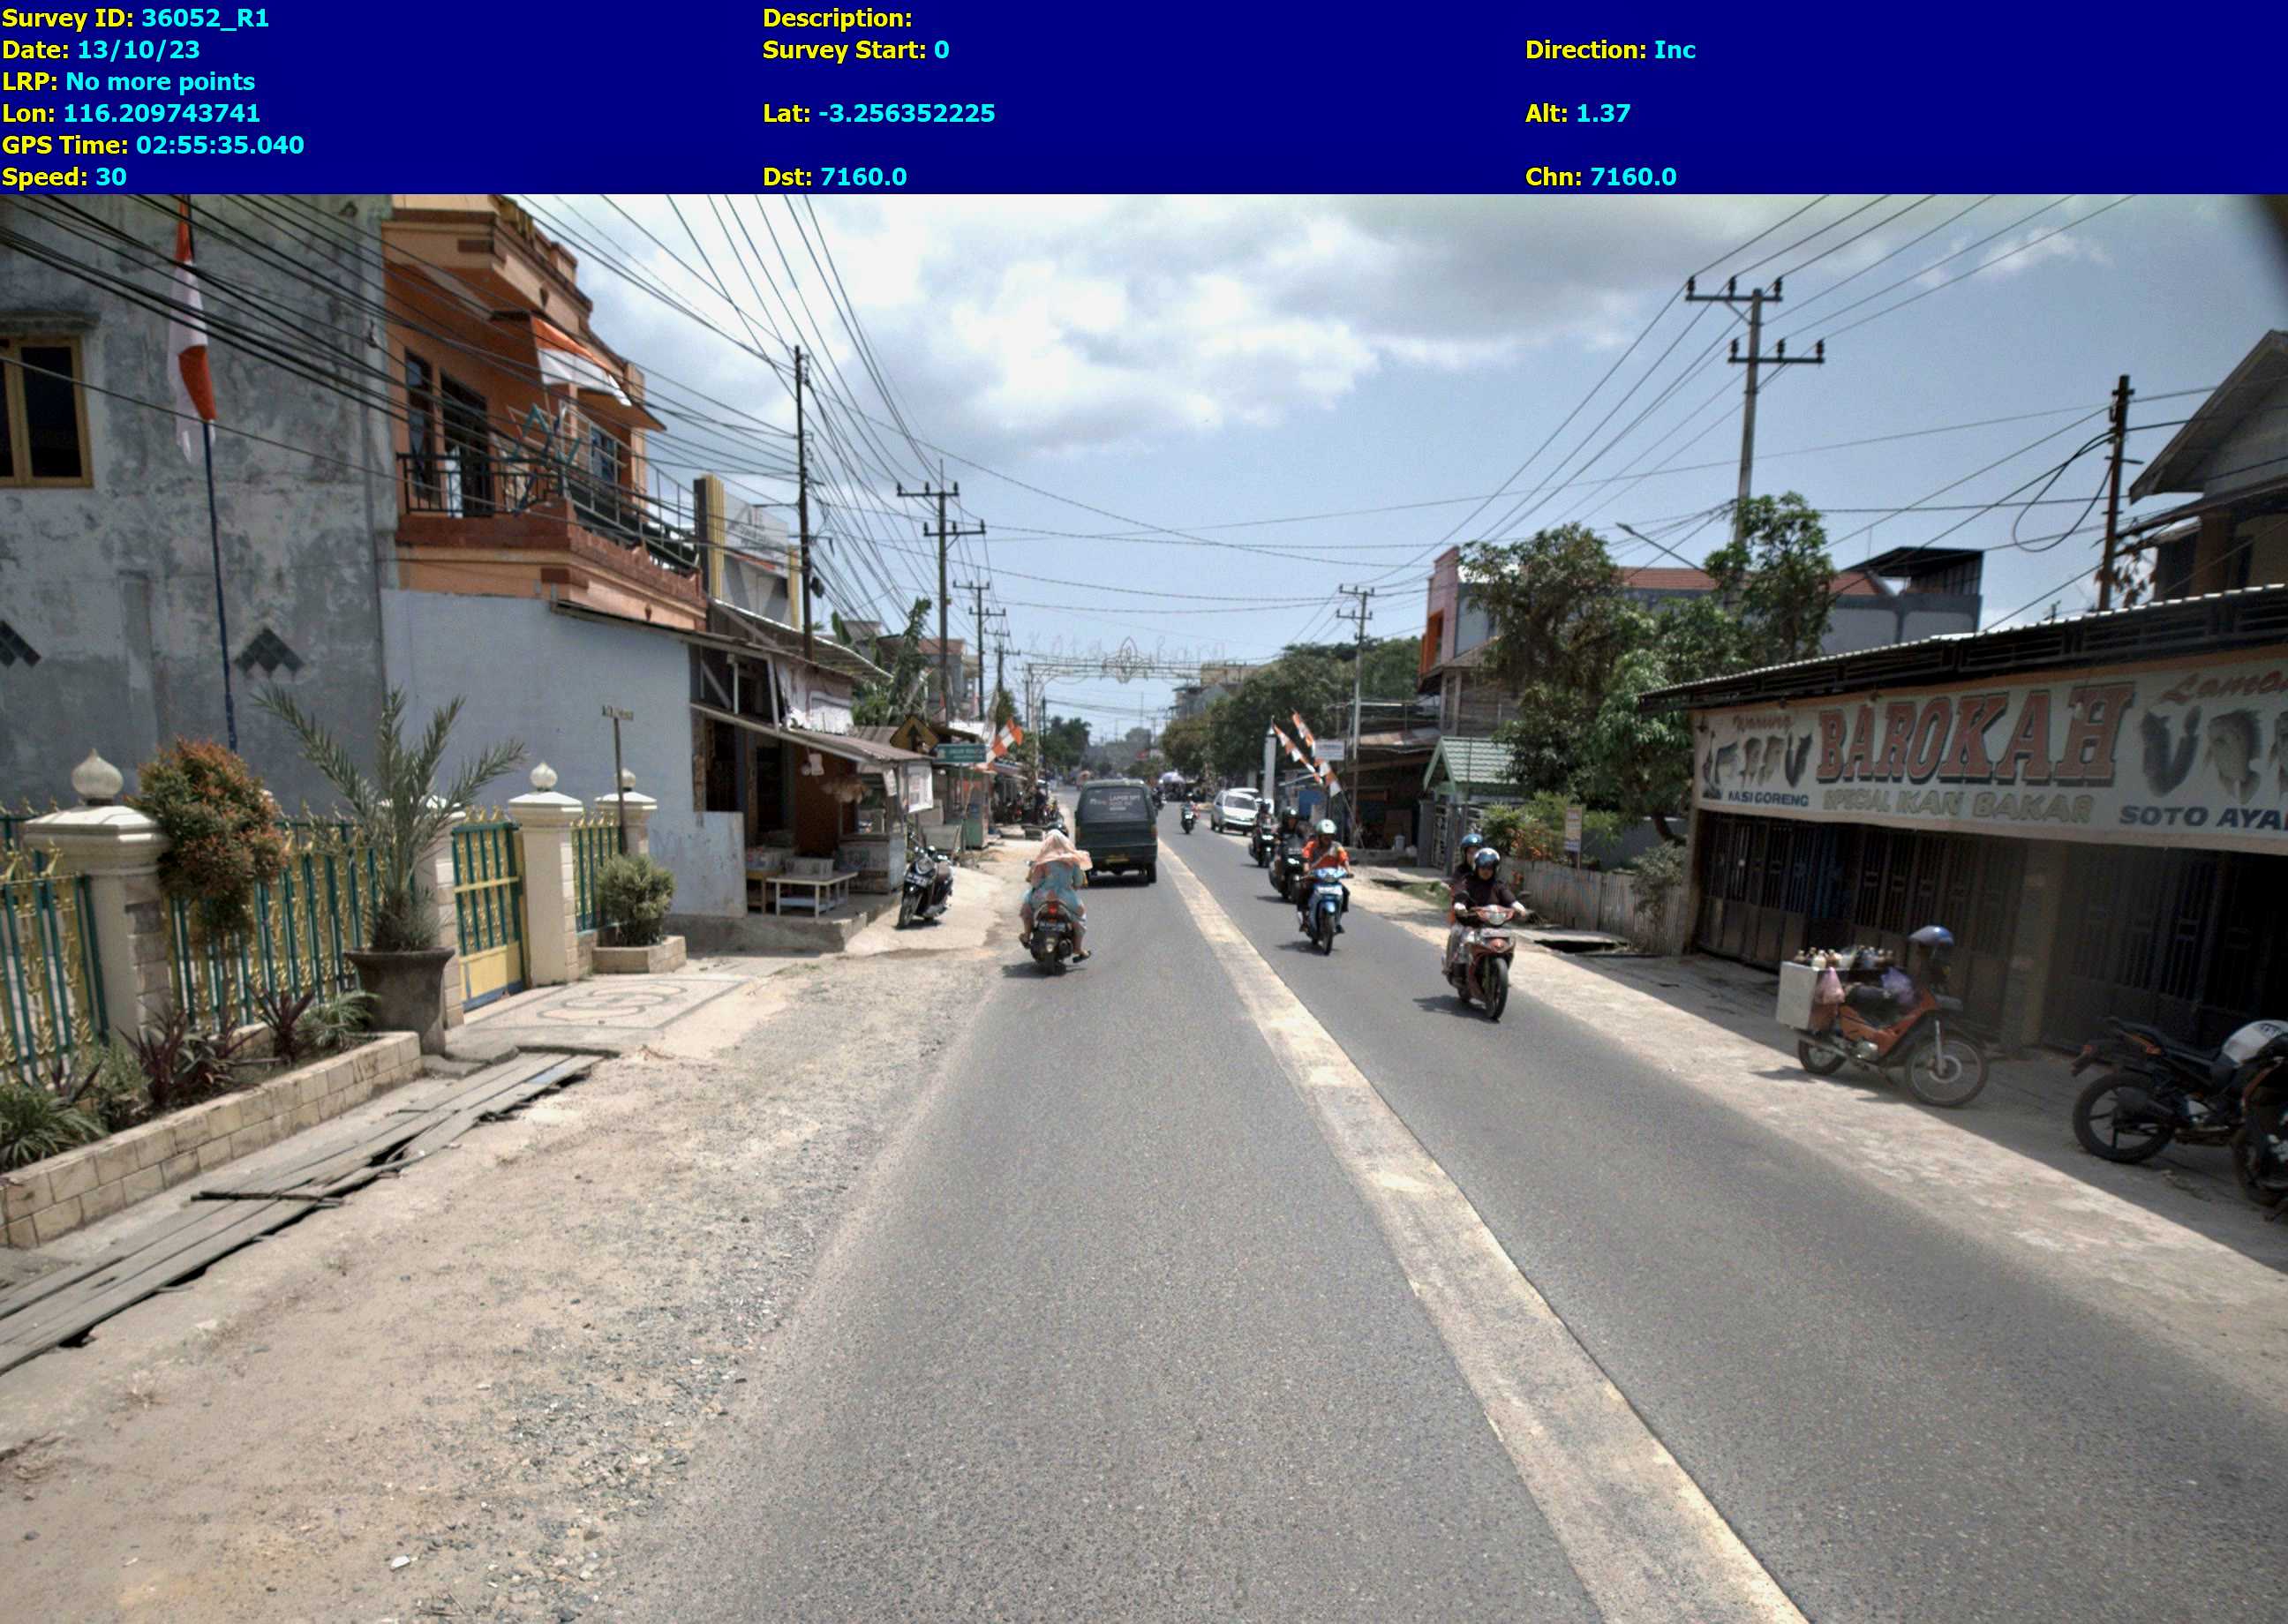 Survey ID: 36052_R1
Description:
Date: 13/10/23
Survey Start: 0
Direction: Inc
LRP: No more points
Lon: 116.209743741
Lat: -3.256352225
Alt: 1.37
GPS Time: 02:55:35.040
Speed: 30
Dst: 7160.0
Chn: 7160.0
Warung
BAROKAH
NASI GORENG
SPECIAL IKAN BAKAR
SOTO AYA